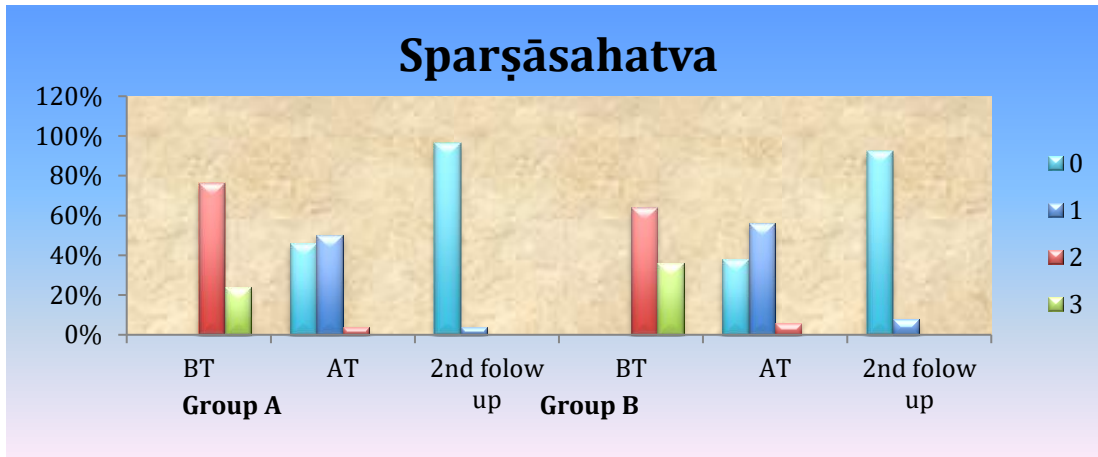 Sparṣāsahatva
120%
100%
80%
60%
40%
20%
0%
0
1
2
3
BT
AT
2nd folow
up
BT
AT
2nd folow
up
Group A
Group B